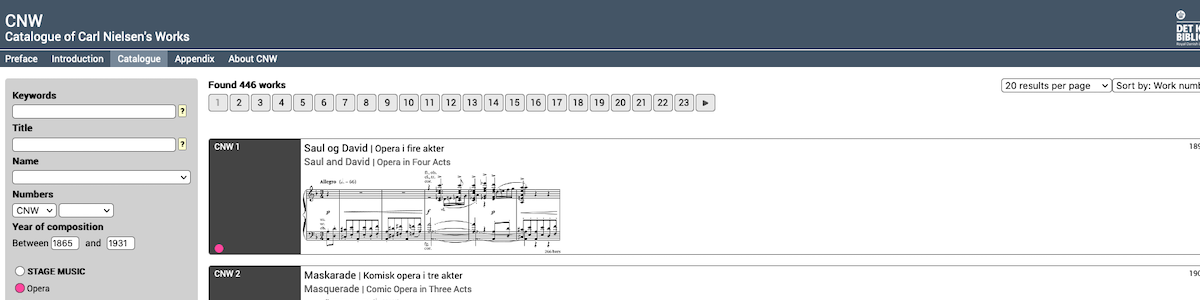 CNW
Catalogue of Carl Nielsen's Works
DET K
BIBLI
Preface Introduction Catalogue Appendix About CNW
Keywords
?
Title
?
Name
Numbers
CNW
Year of composition
Between 1865 and 1931
STAGE MUSIC
Opera
Found 446 works
1 2 3 4 5 6 7 8 9 10 11 12 13 14 15 16 17 18 19 20 21 22 23
20 results per page
Sort by: Work numb
CNW 1
Saul og David | Opera i fire akter
189
Saul and David | Opera in Four Acts
Allegro
CNW 2
Maskarade | Komisk opera i tre akter
190
Masquerade | Comic Opera in Three Acts